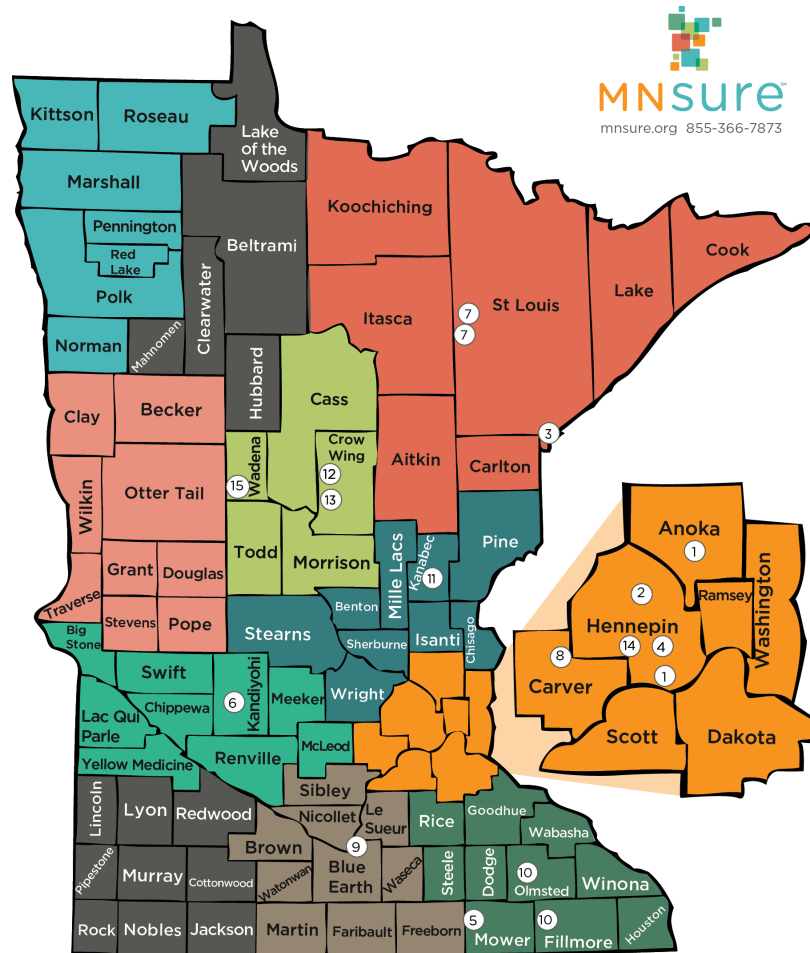 MNsure
mnsure.org 855-366-7873
Kittson
Roseau
Lake
of the
Woods
Marshall
Koochiching
Pennington
Beltrami
Cook
Red
Lake
Clearwater
Polk
Itasca
St Louis
Lake
7
7
Norman
Mahnomen
Hubbard
Cass
Clay
Becker
3
Crow
Wing
Wadena
Aitkin
Carlton
12
15
13
Wilkin
Otter Tail
Anoka
1
Pine
Todd
Morrison
Mille Lacs
Kanabec
11
Grant
Douglas
Washington
Ramsey
2
Traverse
Benton
Stevens
Pope
Stearns
Hennepin
Big
Stone
Sherburne
Isanti
Chisago
14
4
8
1
Swift
Kandiyohi
Meeker
Wright
Carver
6
Chippewa
Lac Qui
Parle
Scott
Dakota
McLeod
Yellow Medicine
Renville
Sibley
Lincoln
Lyon
Redwood
Nicollet
Le
Sueur
Rice
Goodhue
Wabasha
Brown
9
Pipestone
Murray
Cottonwood
Watonwan
Blue
Earth
Waseca
Steele
Dodge
10
Olmsted
Winona
Rock
Nobles
Jackson
Martin
Faribault
Freeborn
5
Mower
10
Fillmore
Houston